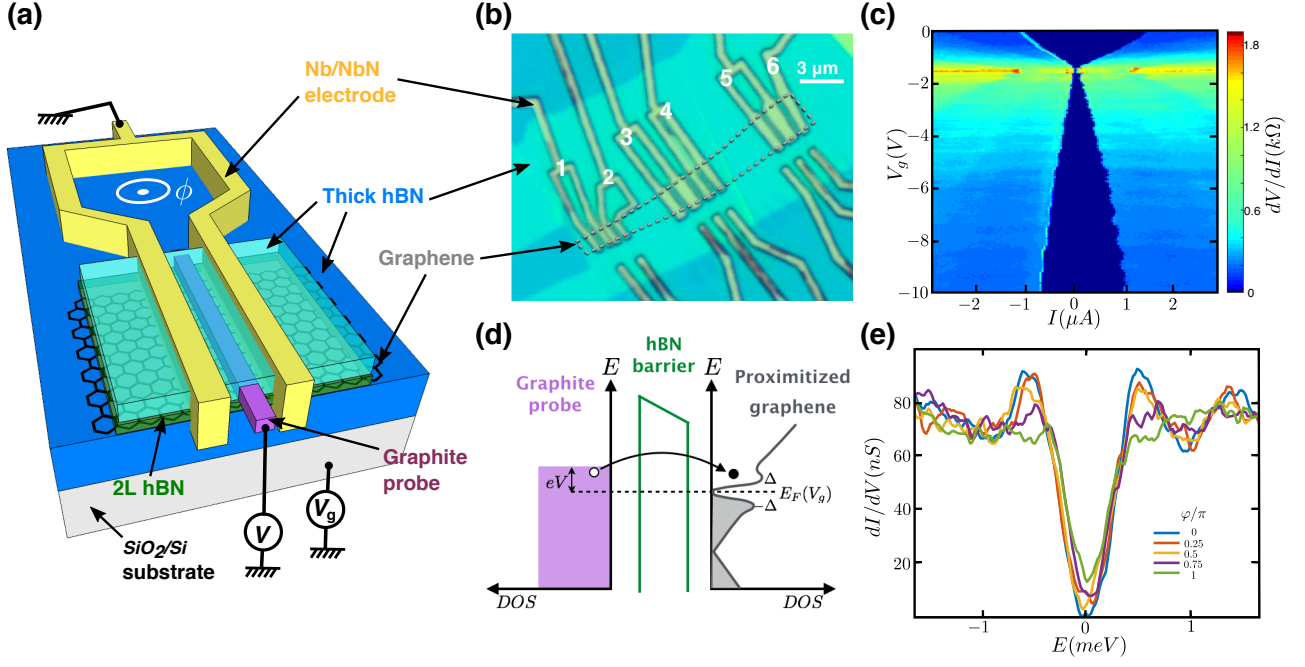 (a)
Nb/NbN
electrode
ϕ
Thick hBN
Graphene
2L hBN
Graphite
probe
V
Vg
SiO2/Si
substrate
(b)
1
2
3
4
5
6
3 μm
(c)
0
−2
−4
−6
−8
−10
Vg(V)
−2
−1
0
1
2
I(μA)
1.8
1.2
0.6
0
dV/dI(kΩ)
(d)
hBN
barrier
E
E
Graphite
probe
Proximitized
graphene
eV
Δ
EF(Vg)
−Δ
DOS
DOS
(e)
80
60
40
20
dI/dV(nS)
φ/π
0
0.25
0.5
0.75
1
-1
0
1
E(meV)